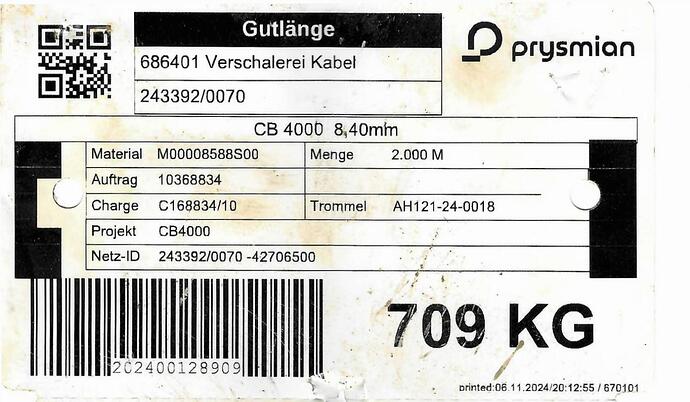 Gutlänge
prysmian
686401 Verschalerei Kabel
243392/0070
CB 4000 8,40mm
Material M00008588S00 Menge 2.000 M
Auftrag 10368834
Charge C168834/10 Trommel AH121-24-0018
Projekt CB4000
Netz-ID 243392/0070 -42706500
709 KG
202400128909
printed:06.11.2024/20:12:55 / 670101